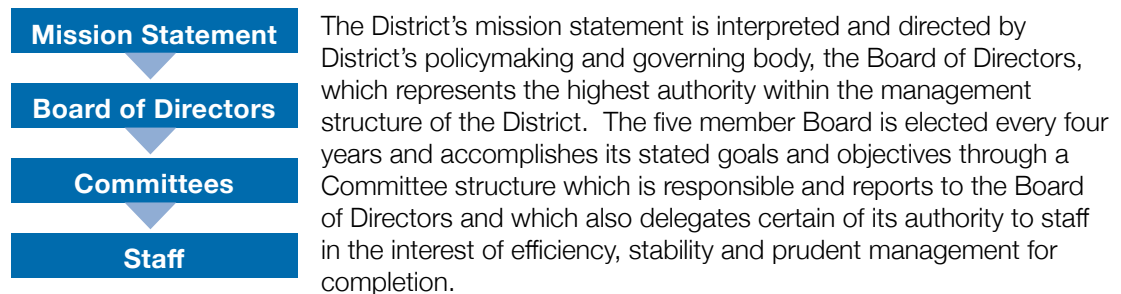 Mission Statement
Board of Directors
Committees
Staff
The District’s mission statement is interpreted and directed by
District’s policymaking and governing body, the Board of Directors,
which represents the highest authority within the management
structure of the District.  The five member Board is elected every four
years and accomplishes its stated goals and objectives through a
Committee structure which is responsible and reports to the Board
of Directors and which also delegates certain of its authority to staff
in the interest of efficiency, stability and prudent management for
completion.